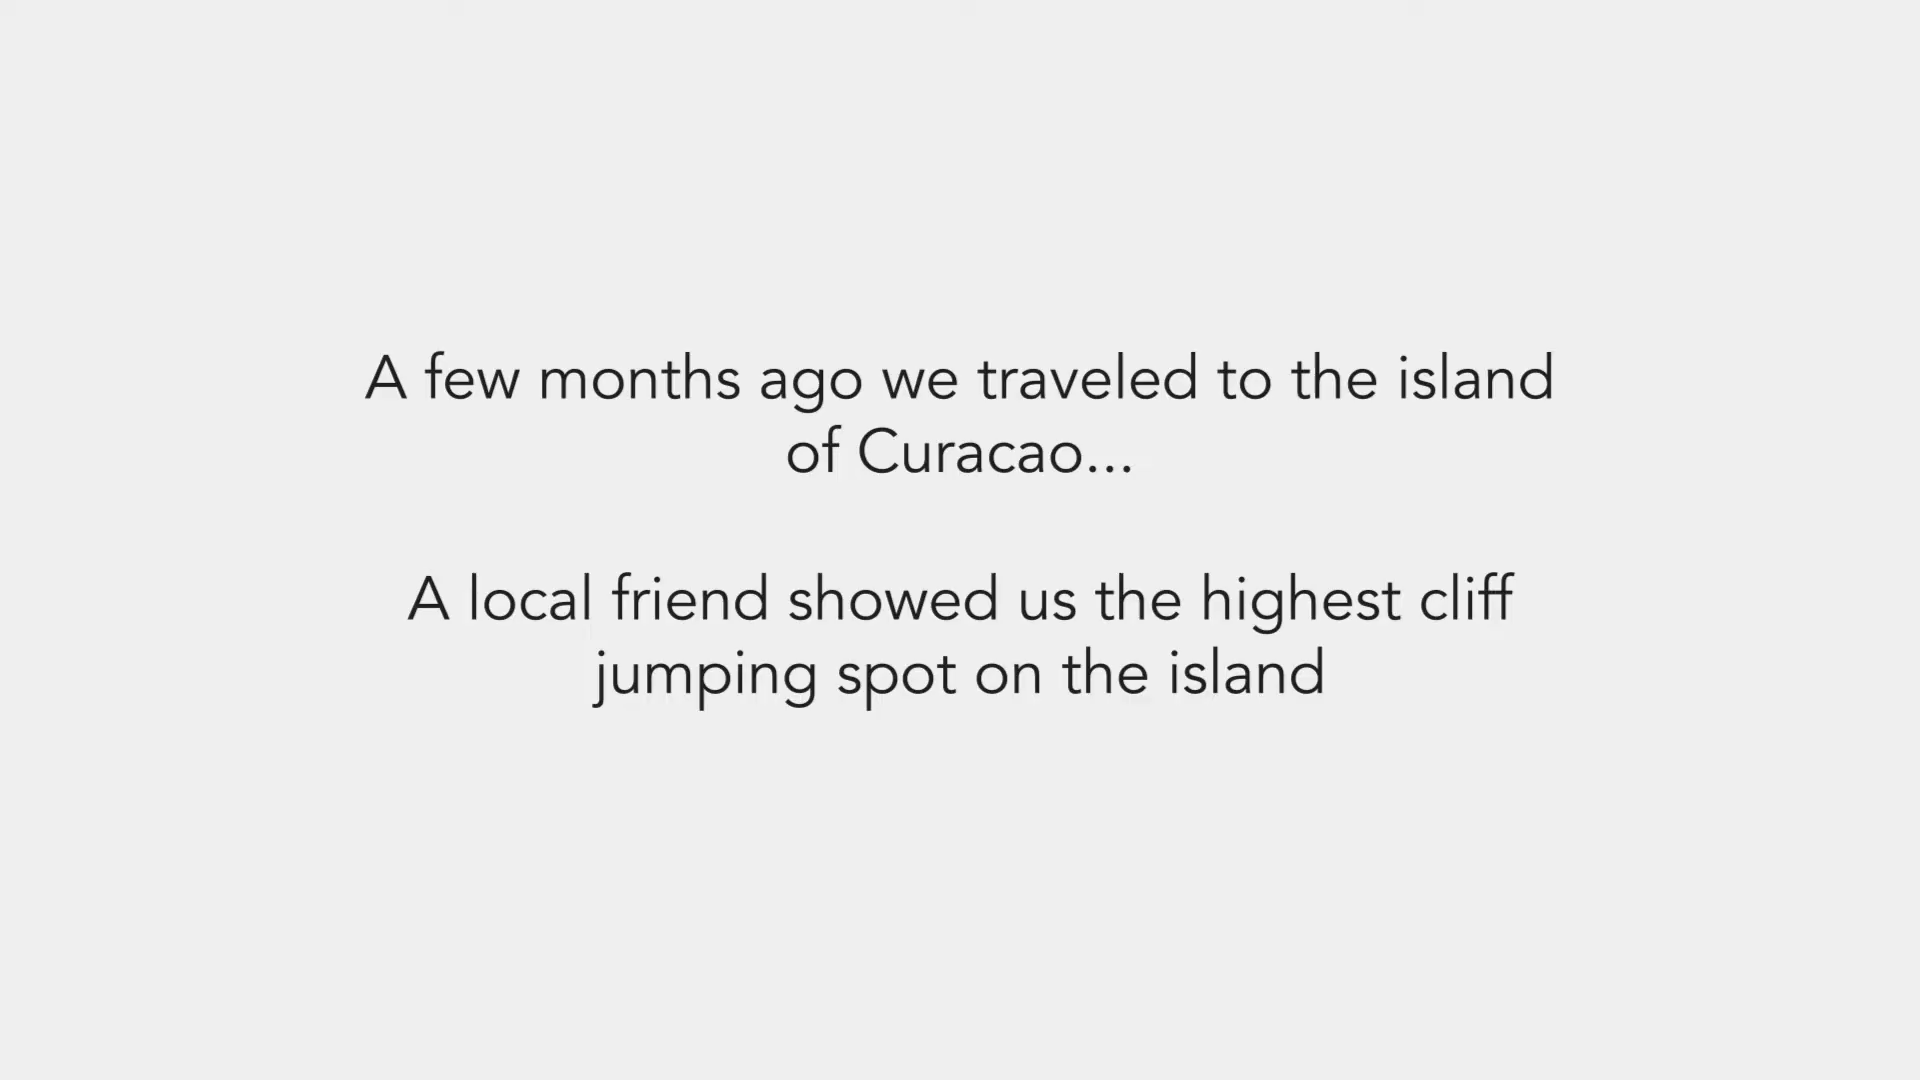 A few months ago we traveled to the island
of Curacao...
A local friend showed us the highest cliff
jumping spot on the island